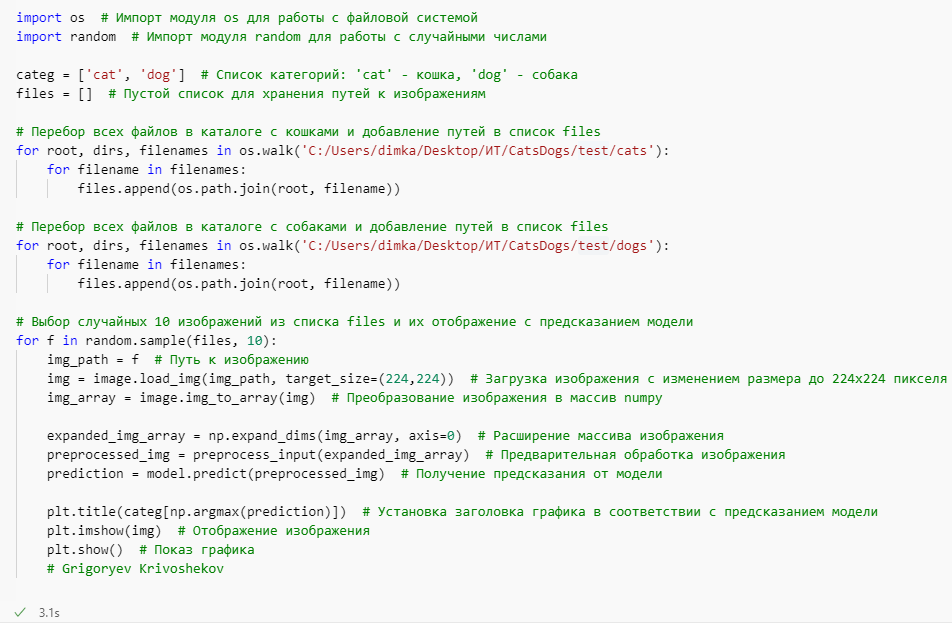 import os  # Импорт модуля os для работы с файловой системой
import random  # Импорт модуля random для работы с случайными числами
categ = ['cat', 'dog']  # Список категорий: 'cat' - кошка, 'dog' - собака
files = []  # Пустой список для хранения путей к изображениям
# Перебор всех файлов в каталоге с кошками и добавление путей в список files
for root, dirs, filenames in os.walk('C:/Users/dimka/Desktop/ИТ/CatsDogs/test/cats'):
    for filename in filenames:
        files.append(os.path.join(root, filename))
# Перебор всех файлов в каталоге с собаками и добавление путей в список files
for root, dirs, filenames in os.walk('C:/Users/dimka/Desktop/ИТ/CatsDogs/test/dogs'):
    for filename in filenames:
        files.append(os.path.join(root, filename))
# Выбор случайных 10 изображений из списка files и их отображение с предсказанием модели
for f in random.sample(files, 10):
    img_path = f  # Путь к изображению
    img = image.load_img(img_path, target_size=(224,224))  # Загрузка изображения с изменением размера до 224x224 пикселя
    img_array = image.img_to_array(img)  # Преобразование изображения в массив numpy
    expanded_img_array = np.expand_dims(img_array, axis=0)  # Расширение массива изображения
    preprocessed_img = preprocess_input(expanded_img_array)  # Предварительная обработка изображения
    prediction = model.predict(preprocessed_img)  # Получение предсказания от модели
    plt.title(categ[np.argmax(prediction)])  # Установка заголовка графика в соответствии с предсказанием модели
    plt.imshow(img)  # Отображение изображения
    plt.show()  # Показ графика
    # Grigoryev Krivoshekov
3.1s